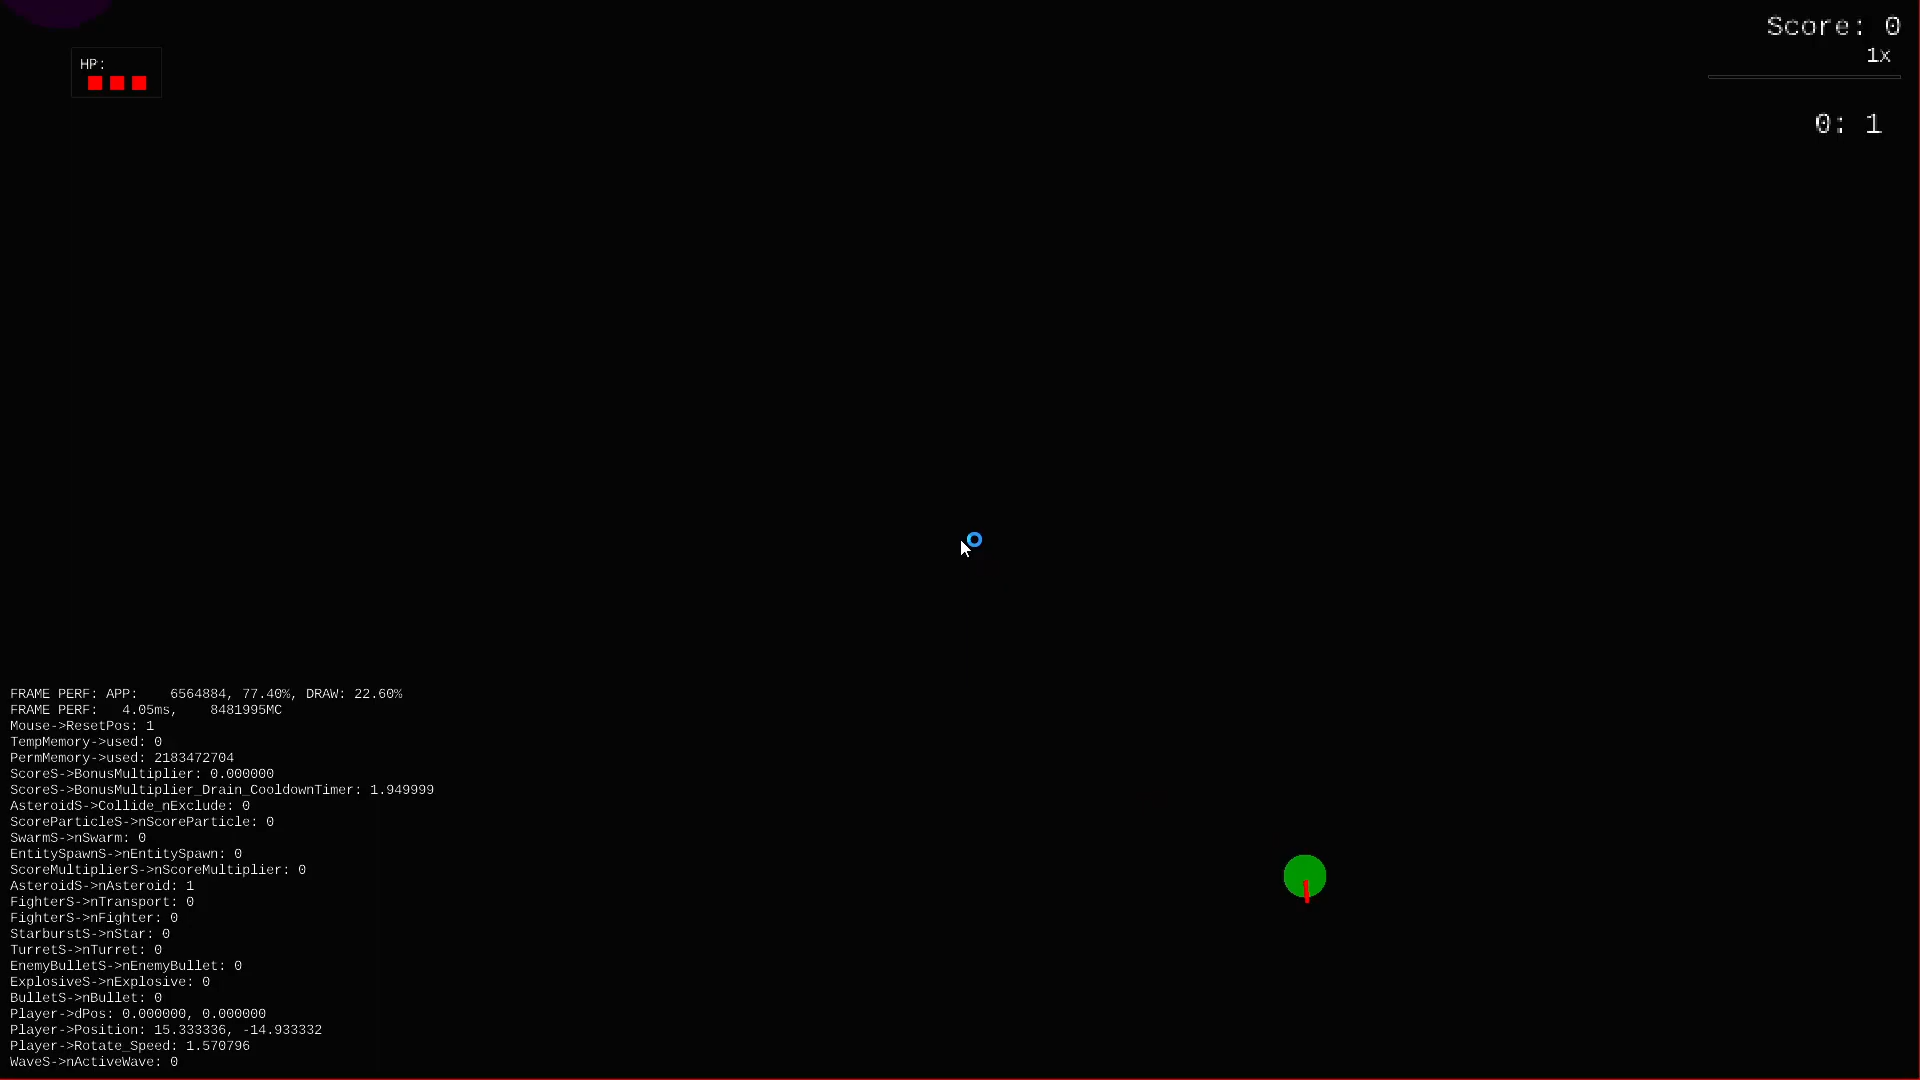 Score: 0
1x
HP:
0: 1
FRAME PERF: APP:    6564884, 77.40%, DRAW: 22.60%
FRAME PERF:   4.05ms,    8481995MC
Mouse->ResetPos: 1
TempMemory->used: 0
PermMemory->used: 2183472704
ScoreS->BonusMultiplier: 0.000000
ScoreS->BonusMultiplier_Drain_CooldownTimer: 1.949999
AsteroidS->Collide_nExclude: 0
ScoreParticleS->nScoreParticle: 0
SwarmS->nSwarm: 0
EntitySpawnS->nEntitySpawn: 0
ScoreMultiplierS->nScoreMultiplier: 0
AsteroidS->nAsteroid: 1
FighterS->nTransport: 0
FighterS->nFighter: 0
StarburstS->nStar: 0
TurretS->nTurret: 0
EnemyBulletS->nEnemyBullet: 0
ExplosiveS->nExplosive: 0
BulletS->nBullet: 0
Player->dPos: 0.000000, 0.000000
Player->Position: 15.333336, -14.933332
Player->Rotate_Speed: 1.570796
WaveS->nActiveWave: 0